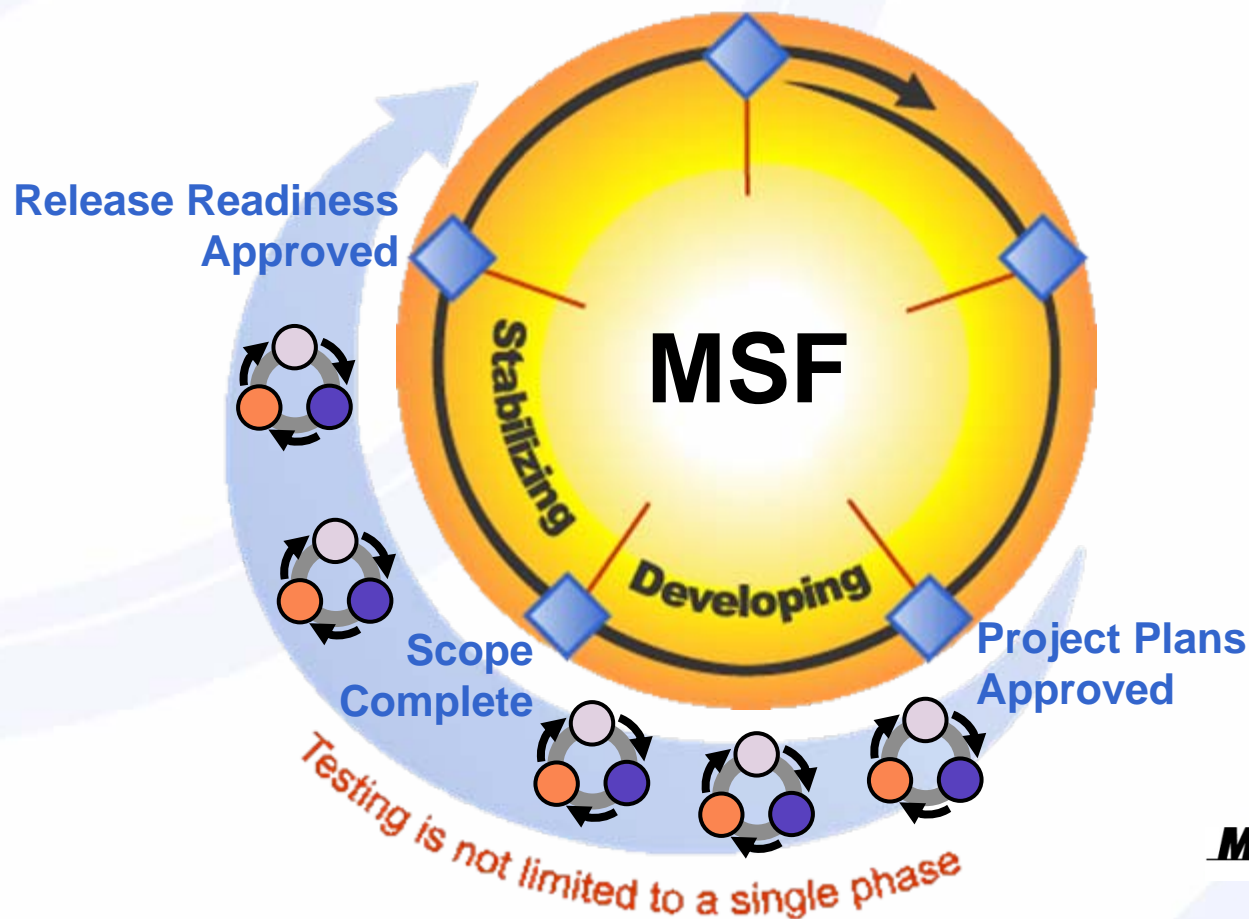 Release Readiness
Approved
MSF
Stabilizing
Developing
Scope
Complete
Project Plans
Approved
Testing is not limited to a single phase
M